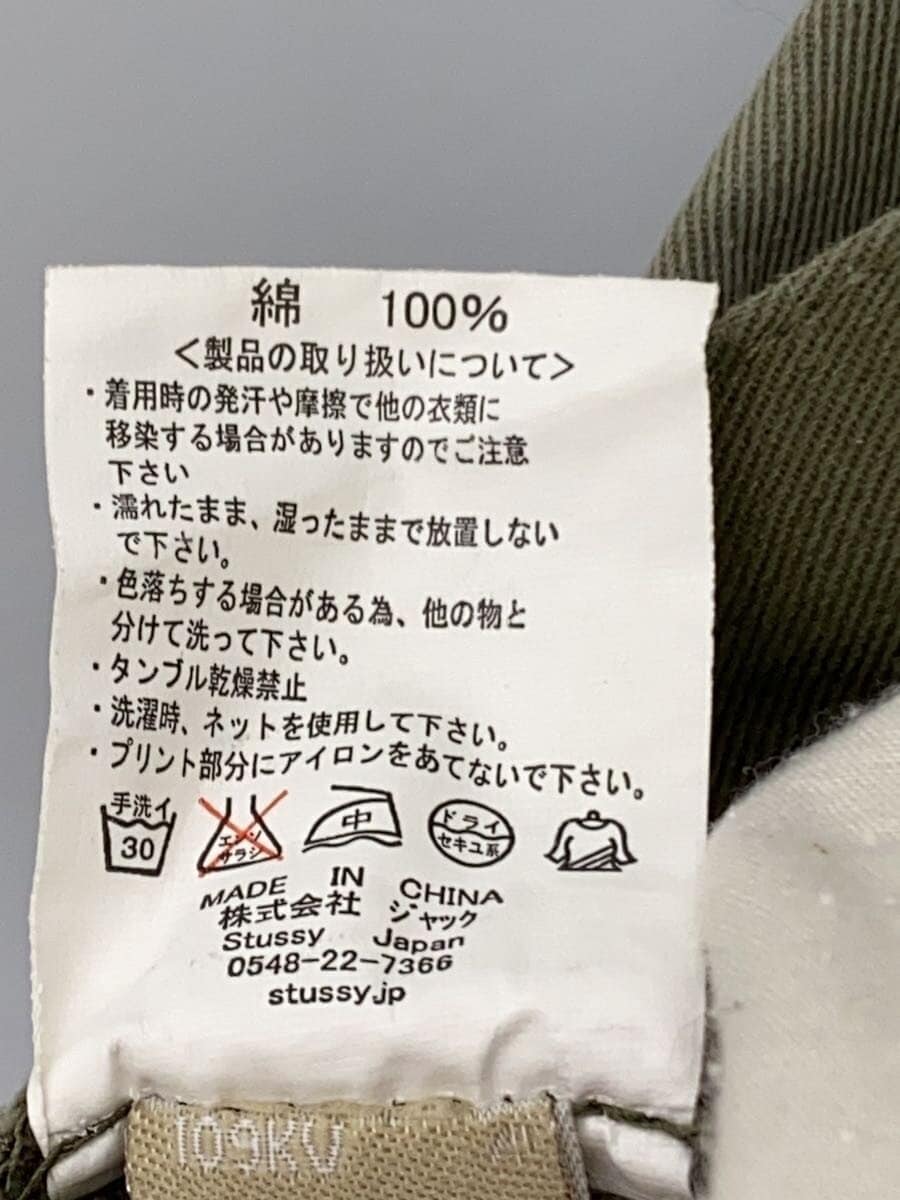 綿 100%
<製品の取り扱いについて>
・着用時の発汗や摩擦で他の衣類に
移染する場合がありますのでご注意
下さい
・濡れたまま、湿ったままで放置しない
で下さい。
・色落ちする場合がある為、他の物と
分けて洗って下さい。
・タンブル乾燥禁止
・洗濯時、ネットを使用して下さい。
・プリント部分にアイロンをあてないで下さい。
手洗イ
30
エンソ
サラシ
中
ドライ
セキユ系
MADE IN CHINA
株式会社 ジャック
Stussy Japan
0548-22-7366
stussy.jp
109KV